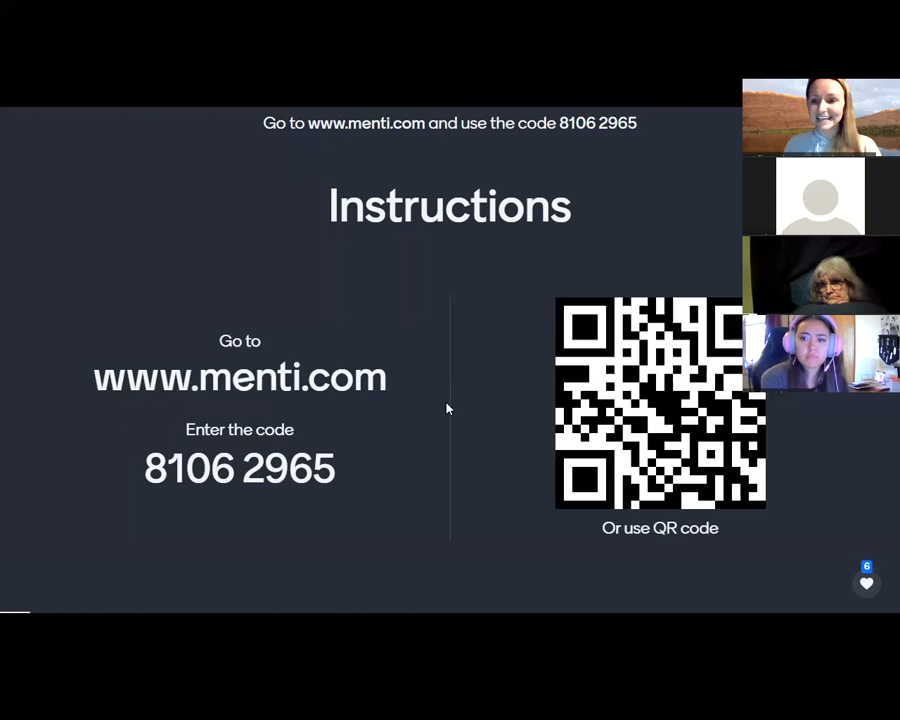 Go to www.menti.com and use the code 8106 2965
Instructions
Go to
www.menti.com
Enter the code
8106 2965
Or use QR code
6